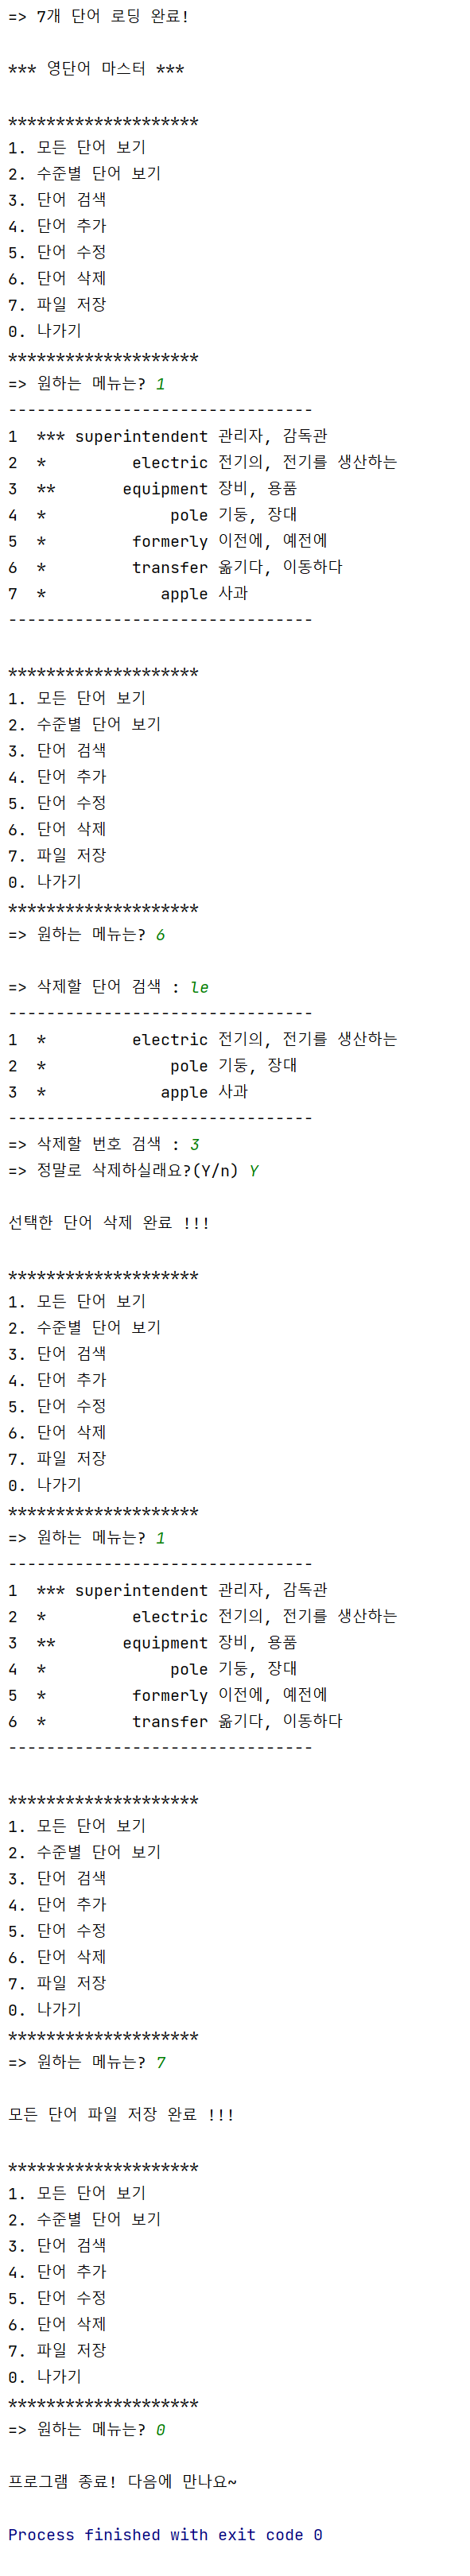 => 7개 단어 로딩 완료!
*** 영단어 마스터 ***
********************
1. 모든 단어 보기
2. 수준별 단어 보기
3. 단어 검색
4. 단어 추가
5. 단어 수정
6. 단어 삭제
7. 파일 저장
0. 나가기
********************
=> 원하는 메뉴는? 1
--------------------------------
1  *** superintendent 관리자, 감독관
2  *         electric 전기의, 전기를 생산하는
3  **       equipment 장비, 용품
4  *             pole 기둥, 장대
5  *         formerly 이전에, 예전에
6  *         transfer 옮기다, 이동하다
7  *            apple 사과
--------------------------------
********************
1. 모든 단어 보기
2. 수준별 단어 보기
3. 단어 검색
4. 단어 추가
5. 단어 수정
6. 단어 삭제
7. 파일 저장
0. 나가기
********************
=> 원하는 메뉴는? 6
=> 삭제할 단어 검색 : le
--------------------------------
1  *         electric 전기의, 전기를 생산하는
2  *             pole 기둥, 장대
3  *            apple 사과
--------------------------------
=> 삭제할 번호 검색 : 3
=> 정말로 삭제하실래요?(Y/n) Y
선택한 단어 삭제 완료 !!!
********************
1. 모든 단어 보기
2. 수준별 단어 보기
3. 단어 검색
4. 단어 추가
5. 단어 수정
6. 단어 삭제
7. 파일 저장
0. 나가기
********************
=> 원하는 메뉴는? 1
--------------------------------
1  *** superintendent 관리자, 감독관
2  *         electric 전기의, 전기를 생산하는
3  **       equipment 장비, 용품
4  *             pole 기둥, 장대
5  *         formerly 이전에, 예전에
6  *         transfer 옮기다, 이동하다
--------------------------------
********************
1. 모든 단어 보기
2. 수준별 단어 보기
3. 단어 검색
4. 단어 추가
5. 단어 수정
6. 단어 삭제
7. 파일 저장
0. 나가기
********************
=> 원하는 메뉴는? 7
모든 단어 파일 저장 완료 !!!
********************
1. 모든 단어 보기
2. 수준별 단어 보기
3. 단어 검색
4. 단어 추가
5. 단어 수정
6. 단어 삭제
7. 파일 저장
0. 나가기
********************
=> 원하는 메뉴는? 0
프로그램 종료! 다음에 만나요~
Process finished with exit code 0